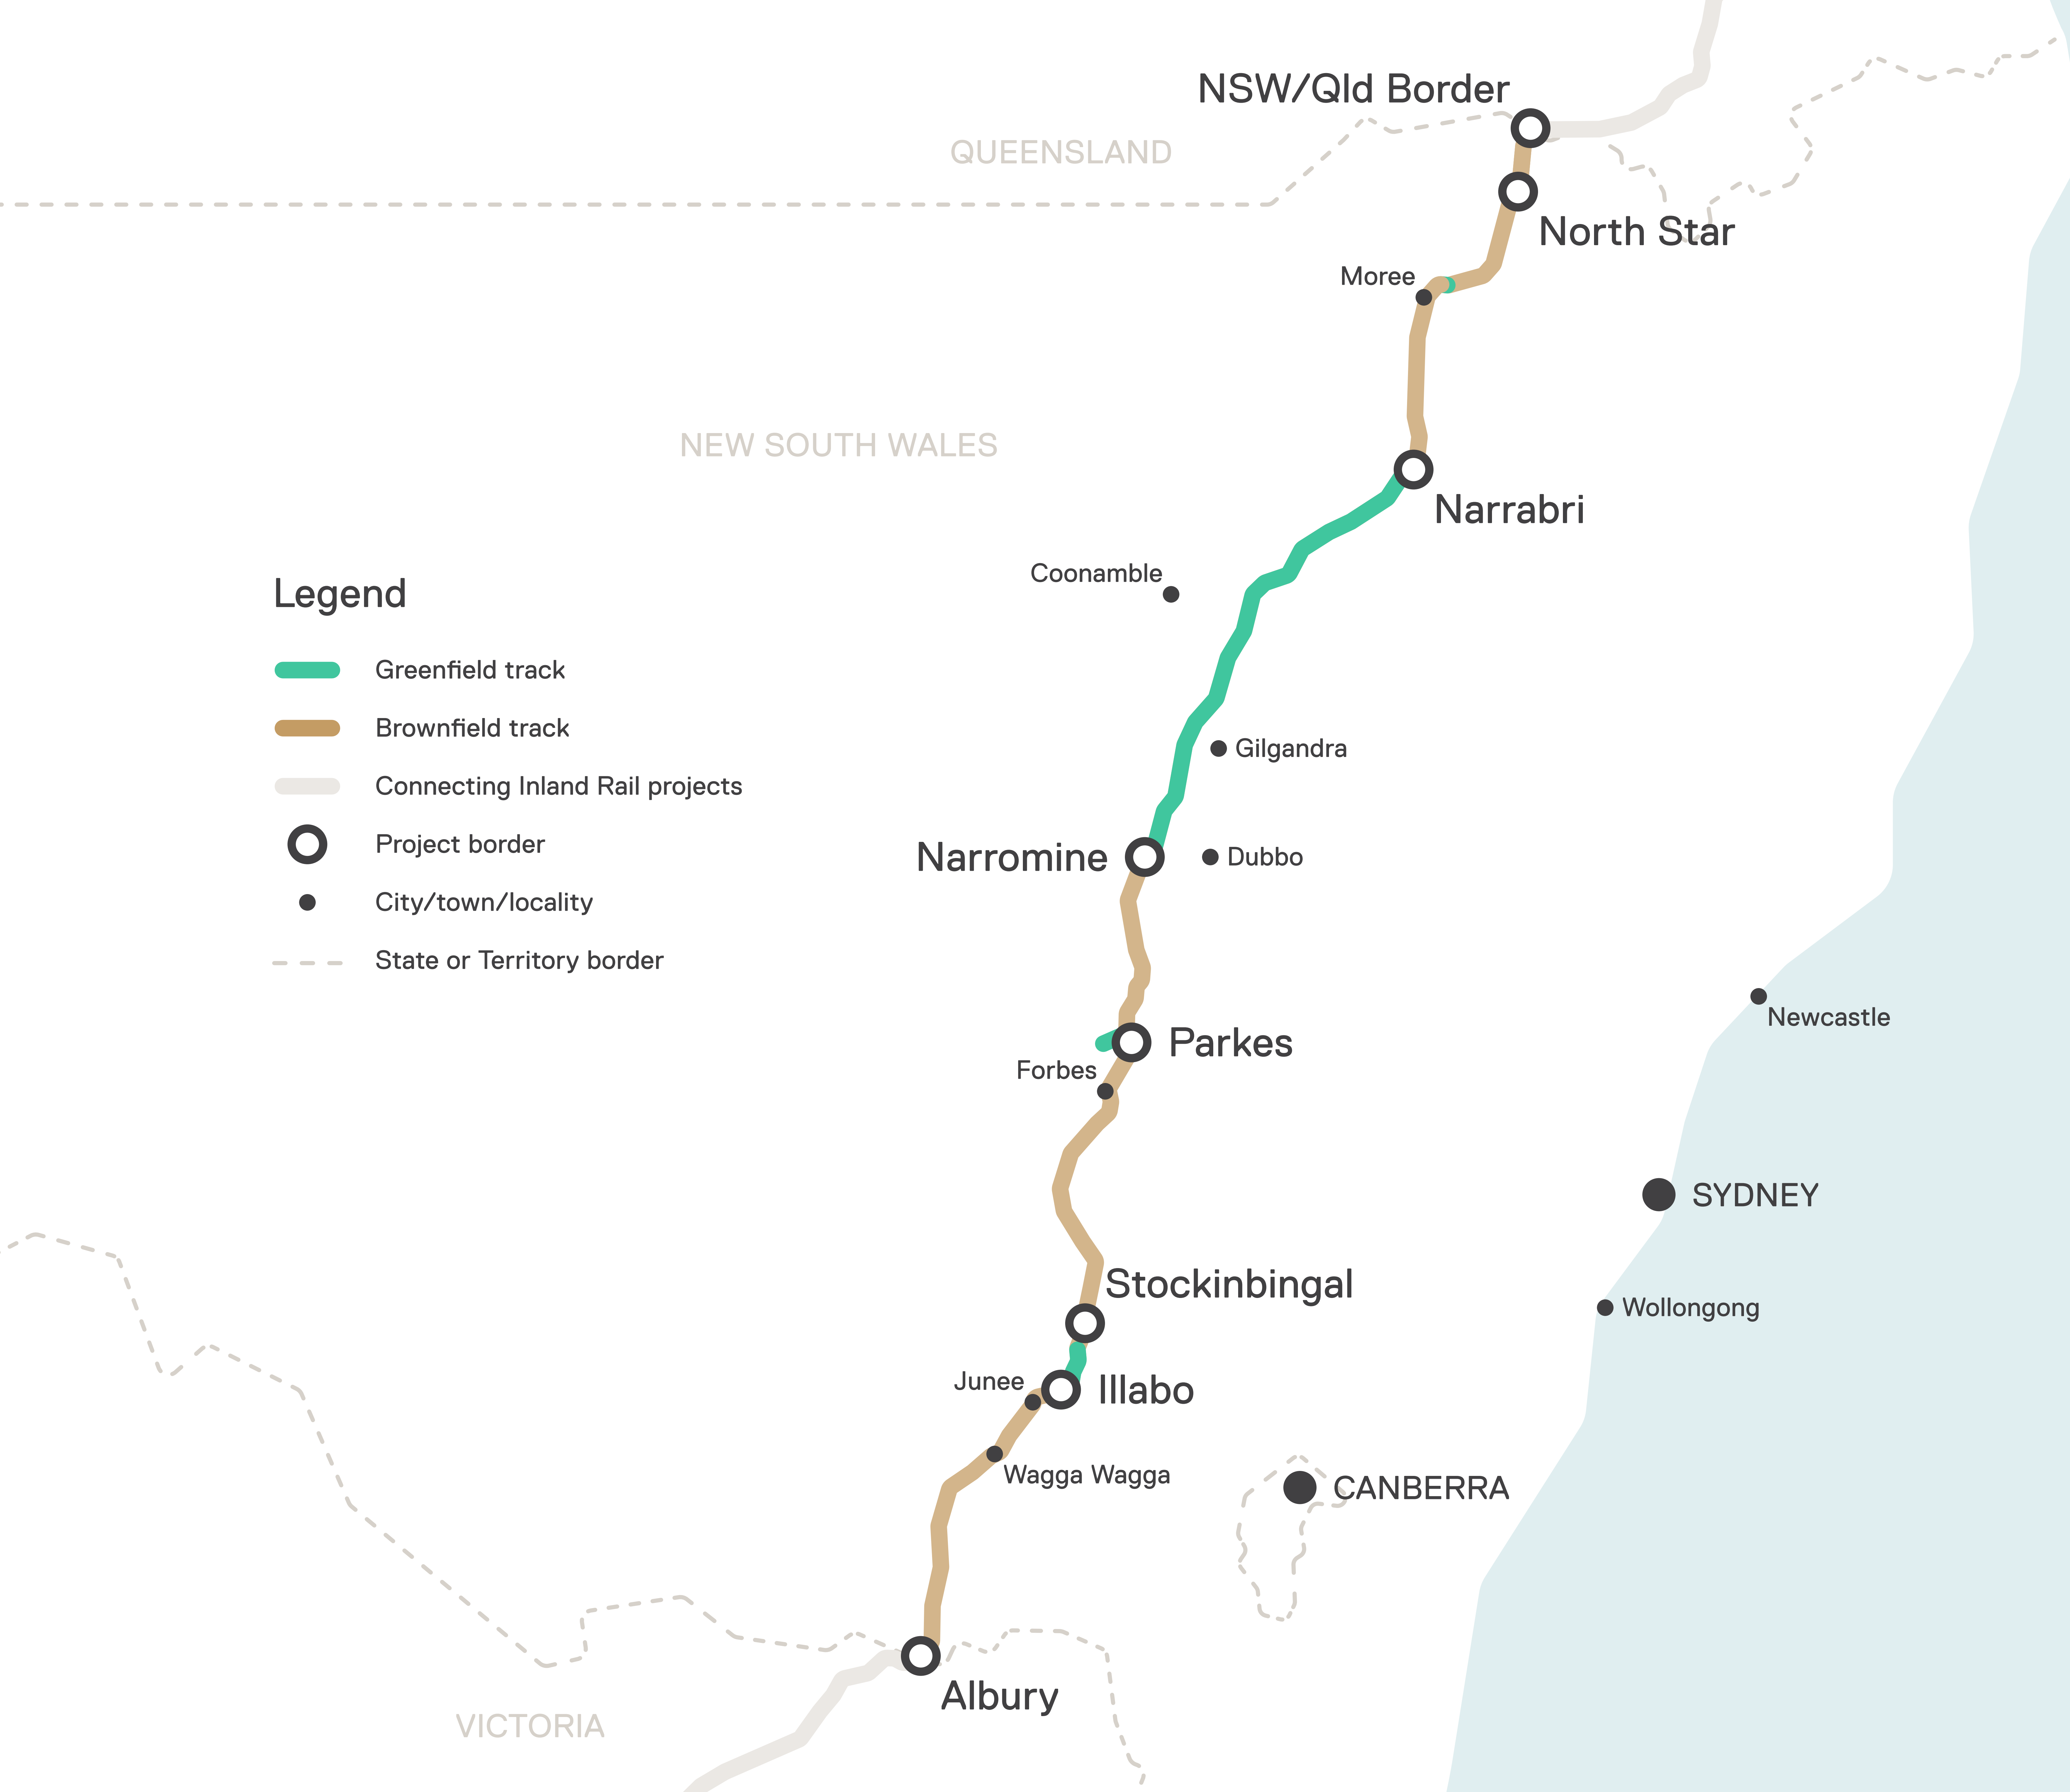 NSW/Qld Border
QUEENSLAND
North Star
Moree
NEW SOUTH WALES
Narrabri
Coonamble
Legend
Greenfield track
Brownfield track
Connecting Inland Rail projects
Project border
City/town/locality
State or Territory border
Gilgandra
Narromine
Dubbo
Newcastle
Parkes
Forbes
SYDNEY
Stockinbingal
Wollongong
Junee
Illabo
Wagga Wagga
CANBERRA
Albury
VICTORIA